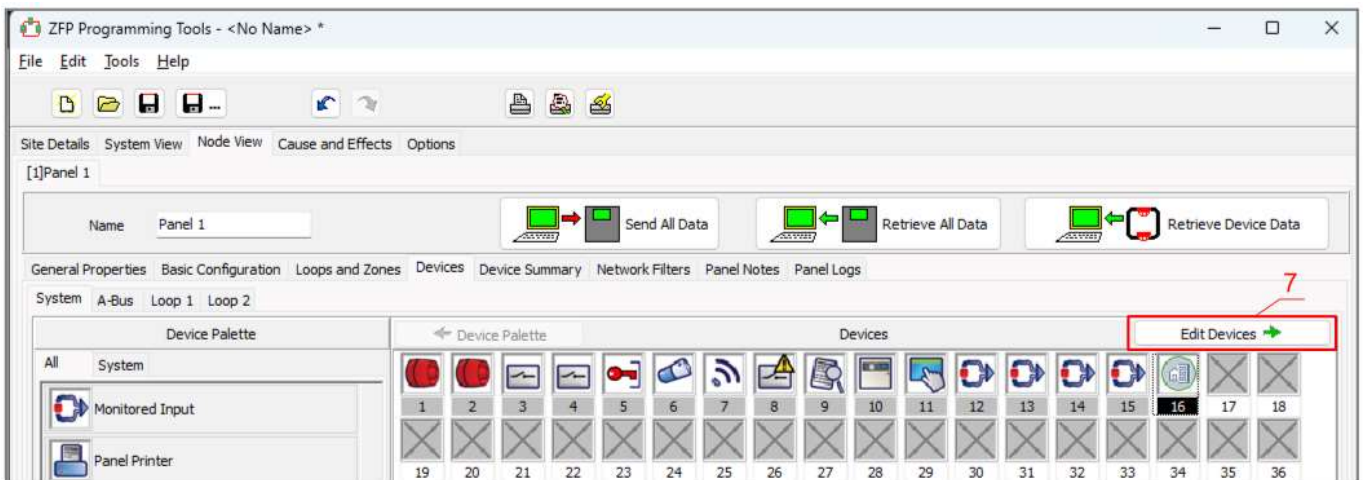 ZFP Programming Tools - <No Name> *
File Edit Tools Help
...
Site Details System View Node View Cause and Effects Options
[1]Panel 1
Name Panel 1 Send All Data Retrieve All Data Retrieve Device Data
General Properties Basic Configuration Loops and Zones Devices Device Summary Network Filters Panel Notes Panel Logs
7
System A-Bus Loop 1 Loop 2
Device Palette Device Palette Devices Edit Devices
All System
Monitored Input
1 2 3 4 5 6 7 8 9 10 11 12 13 14 15 16 17 18
Panel Printer
19 20 21 22 23 24 25 26 27 28 29 30 31 32 33 34 35 36